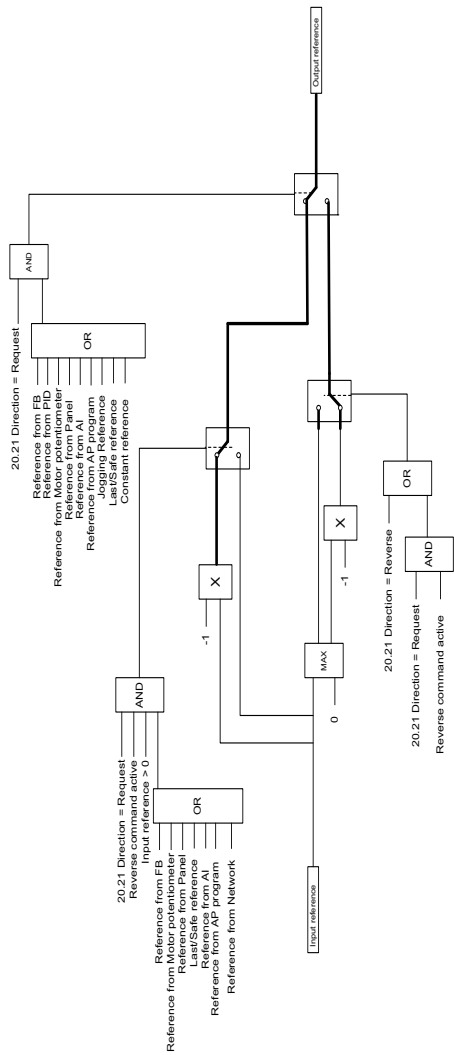 20.21 Direction = Request
Reverse command active
Input reference > 0
AND
Reference from FB
Reference from Motor potentiometer
Reference from Panel
Last/Safe reference
Reference from AI
Reference from AP program
Reference from Network
OR
20.21 Direction = Request
AND
Reference from FB
Reference from PID
Reference from Motor potentiometer
Reference from Panel
Reference from AI
Reference from AP program
Jogging Reference
Last/Safe reference
Constant reference
OR
-1
X
Input reference
MAX
0
-1
X
20.21 Direction = Reverse
OR
20.21 Direction = Request
Reverse command active
AND
Output reference